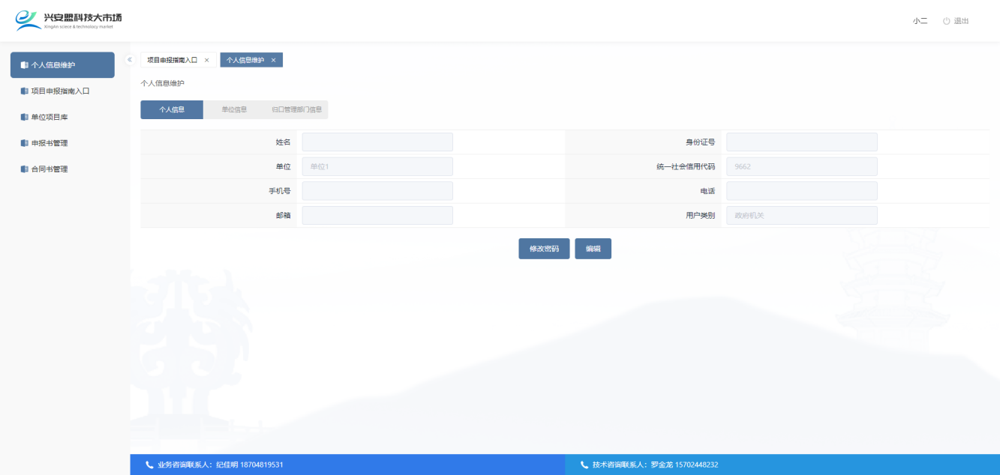 兴安盟科技大市场
XingAn sciece & technolocy market
小二 退出
个人信息维护
项目申报指南入口
单位项目库
申报书管理
合同书管理
项目申报指南入口 × 个人信息维护 ×
个人信息维护
个人信息 单位信息 归口管理部门信息
姓名 身份证号
单位 单位1 统一社会信用代码 9662
手机号 电话
邮箱 用户类别 政府机关
修改密码 编辑
业务咨询联系人：纪佳明 18704819531 技术咨询联系人：罗金龙 15702448232